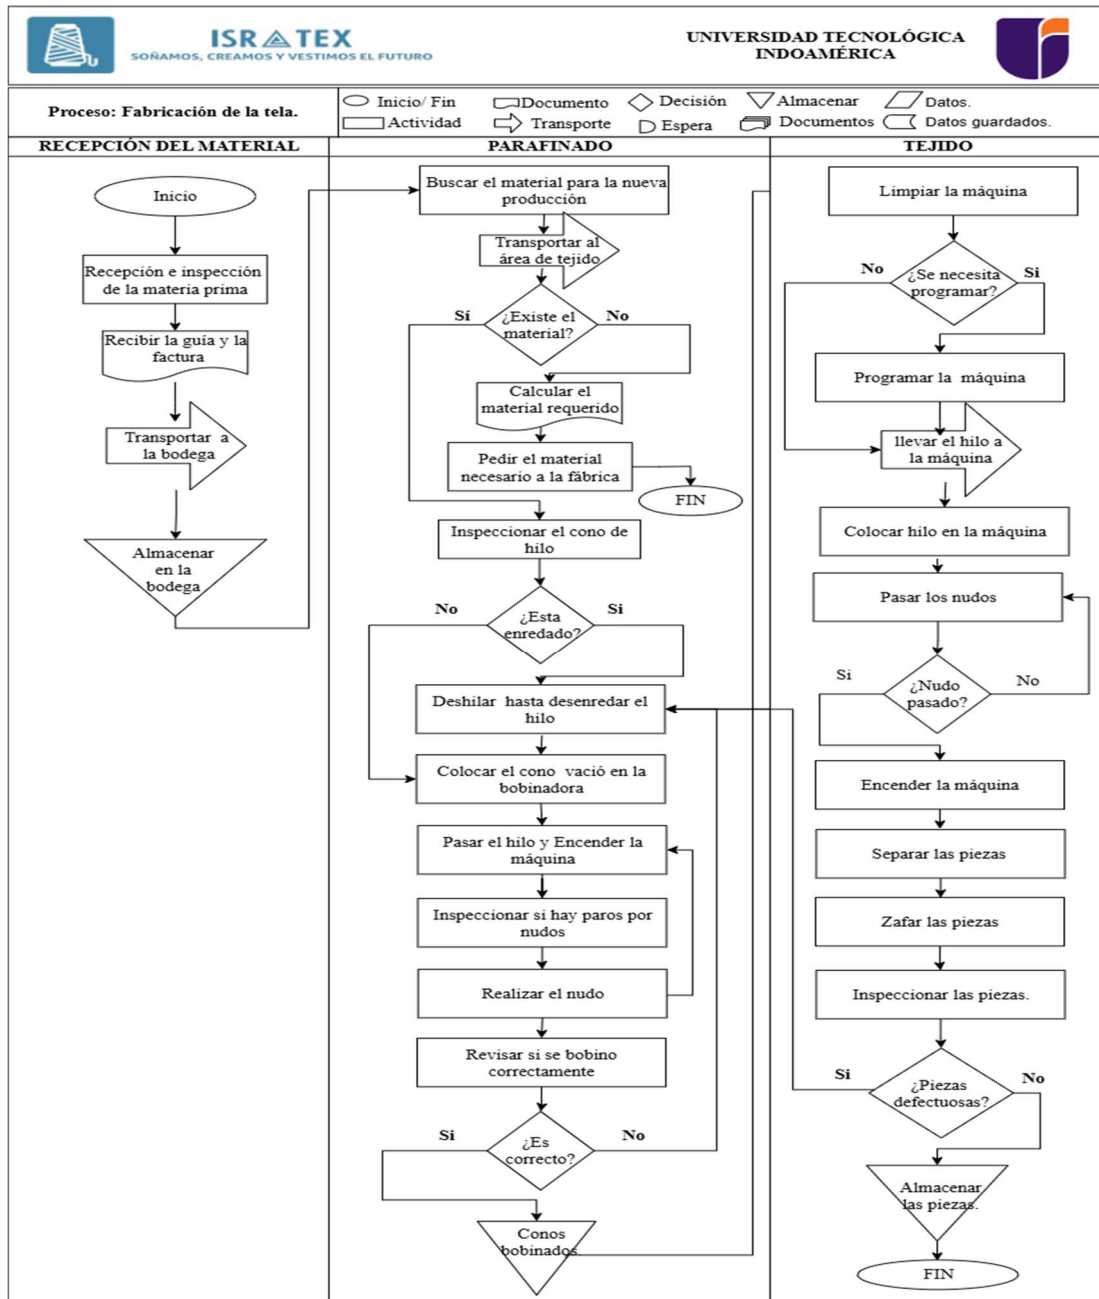 ISRATEX
SOÑAMOS, CREAMOS Y VESTIMOS EL FUTURO
UNIVERSIDAD TECNOLÓGICA
INDOAMÉRICA
Proceso: Fabricación de la tela.
Inicio/ Fin
Documento
Decisión
Almacenar
Datos.
Actividad
Transporte
Espera
Documentos
Datos guardados.
RECEPCIÓN DEL MATERIAL
Inicio
Recepción e inspección
de la materia prima
Recibir la guía y la
factura
Transportar a
la bodega
Almacenar
en la
bodega
PARAFINADO
Buscar el material para la nueva
producción
Transportar al
área de tejido
¿Existe el
material?
Sí
No
Calcular el
material requerido
Pedir el material
necesario a la fábrica
FIN
Inspeccionar el cono de
hilo
¿Esta
enredado?
No
Si
Deshilar hasta desenredar el
hilo
Colocar el cono vació en la
bobinadora
Pasar el hilo y Encender la
máquina
Inspeccionar si hay paros por
nudos
Realizar el nudo
Revisar si se bobino
correctamente
¿Es
correcto?
Si
No
Conos
bobinados.
TEJIDO
Limpiar la máquina
¿Se necesita
programar?
No
Si
Programar la máquina
llevar el hilo a
la máquina
Colocar hilo en la máquina
Pasar los nudos
¿Nudo
pasado?
Si
No
Encender la máquina
Separar las piezas
Zafar las piezas
Inspeccionar las piezas.
¿Piezas
defectuosas?
Si
No
Almacenar
las piezas.
FIN